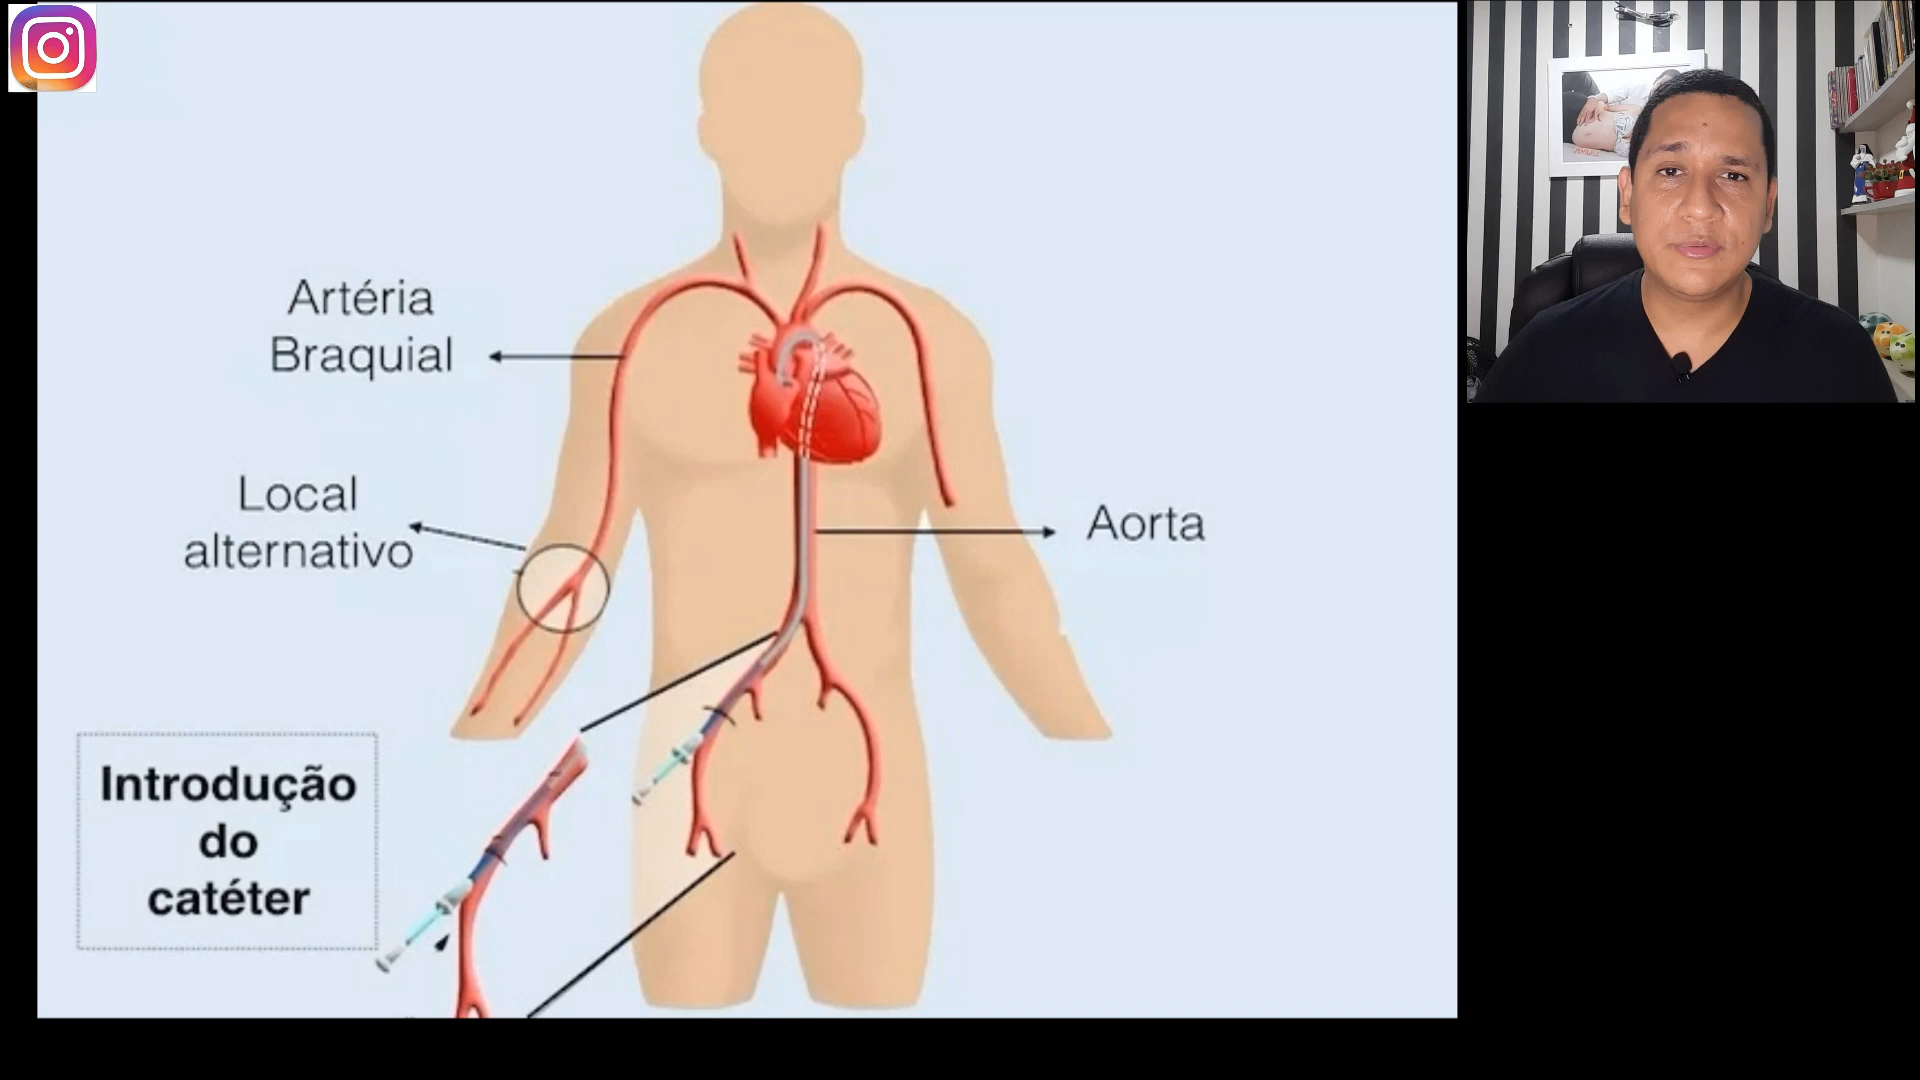 Artéria
Braquial
Local
alternativo
Aorta
Introdução
do
catéter